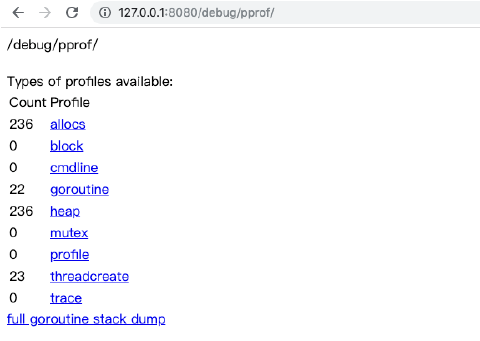 127.0.0.1:8080/debug/pprof/
/debug/pprof/
Types of profiles available:
Count Profile
236 allocs
0 block
0 cmdline
22 goroutine
236 heap
0 mutex
0 profile
23 threadcreate
0 trace
full goroutine stack dump